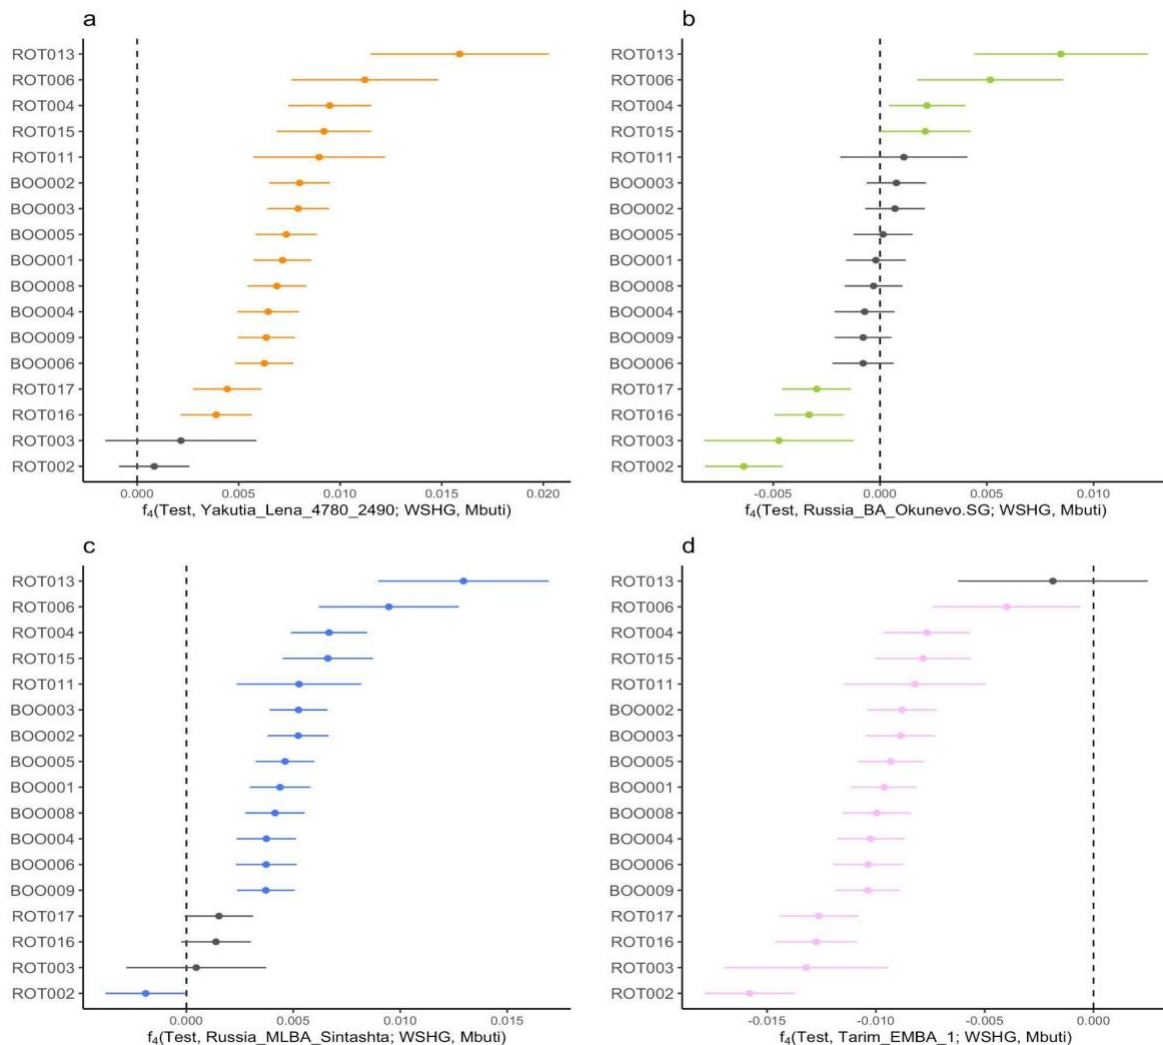 a
ROT013
ROT006
ROT004
ROT015
ROT011
BOO002
BOO003
BOO005
BOO001
BOO008
BOO004
BOO009
BOO006
ROT017
ROT016
ROT003
ROT002
0.000 0.005 0.010 0.015 0.020
f₄(Test, Yakutia_Lena_4780_2490; WSHG, Mbuti)
b
ROT013
ROT006
ROT004
ROT015
ROT011
BOO003
BOO002
BOO005
BOO001
BOO008
BOO004
BOO009
BOO006
ROT017
ROT016
ROT003
ROT002
-0.005 0.000 0.005 0.010
f₄(Test, Russia_BA_Okunevo.SG; WSHG, Mbuti)
c
ROT013
ROT006
ROT004
ROT015
ROT011
BOO003
BOO002
BOO005
BOO001
BOO008
BOO004
BOO006
BOO009
ROT017
ROT016
ROT003
ROT002
0.000 0.005 0.010 0.015
f₄(Test, Russia_MLBA_Sintashta; WSHG, Mbuti)
d
ROT013
ROT006
ROT004
ROT015
ROT011
BOO002
BOO003
BOO005
BOO001
BOO008
BOO004
BOO006
BOO009
ROT017
ROT016
ROT003
ROT002
-0.015 -0.010 -0.005 0.000
f₄(Test, Tarim_EMBA_1; WSHG, Mbuti)